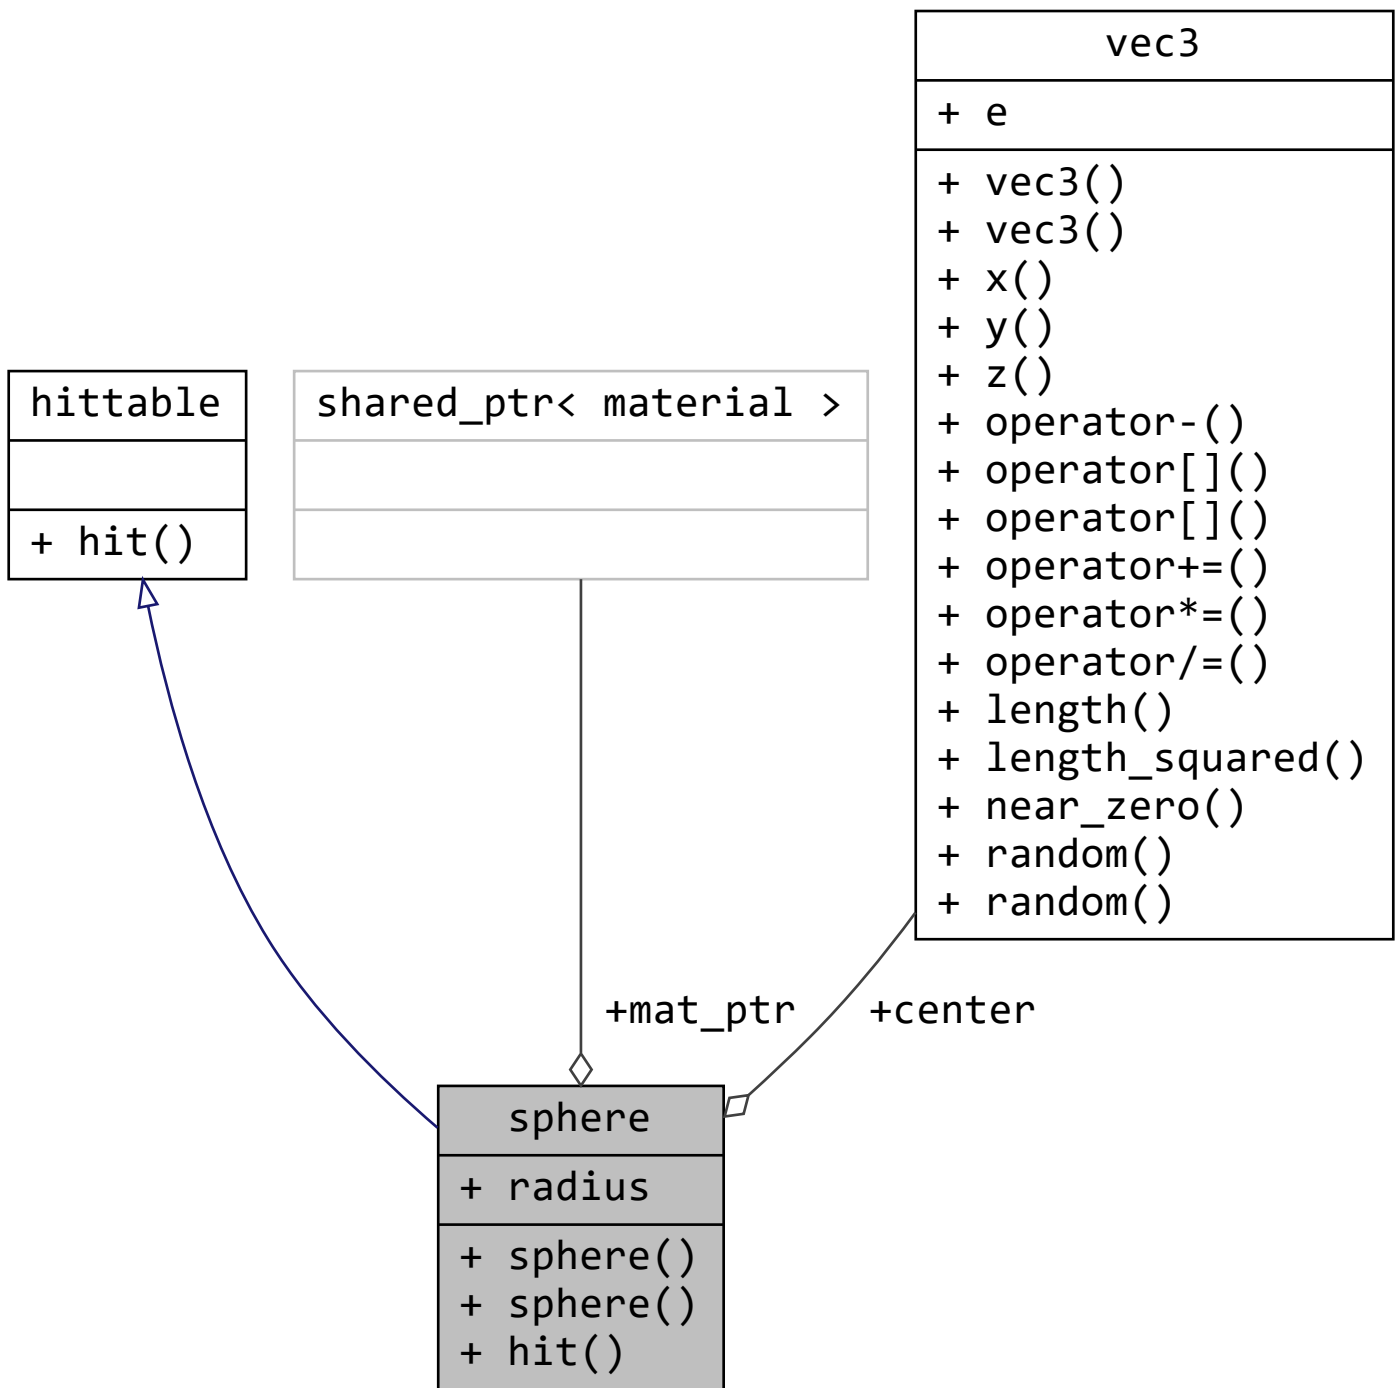 vec3
+ e
+ vec3()
+ vec3()
+ x()
+ y()
+ z()
+ operator-()
+ operator[]()
+ operator[]()
+ operator+=()
+ operator*=()
+ operator/=()
+ length()
+ length_squared()
+ near_zero()
+ random()
+ random()
hittable
+ hit()
shared_ptr< material >
+mat_ptr
+center
sphere
+ radius
+ sphere()
+ sphere()
+ hit()